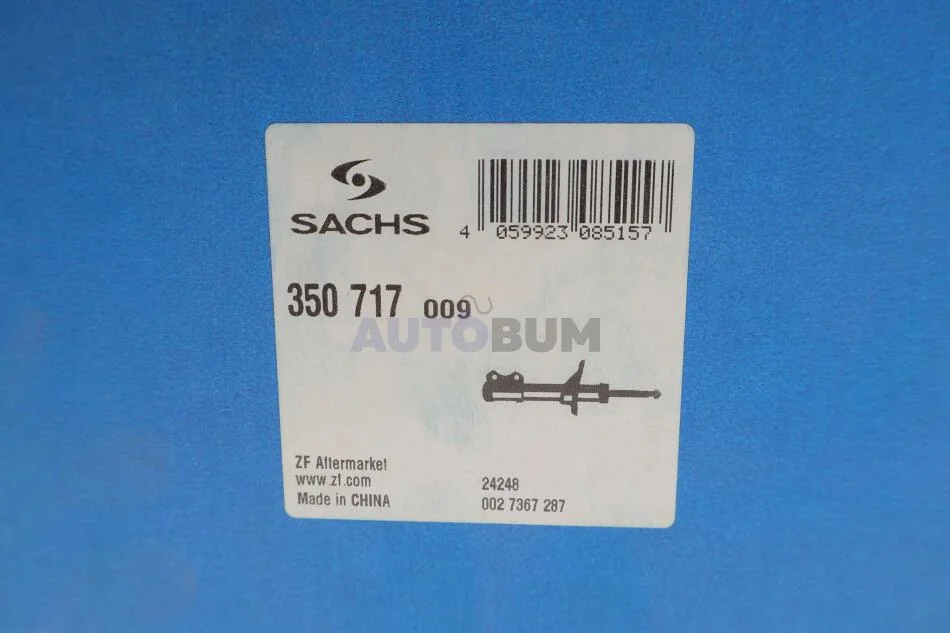 SACHS
4 059923 085157
350 717 009
AUTOBUM
ZF Aftermarket
www.zf.com
Made in CHINA
24248
002 7367 287